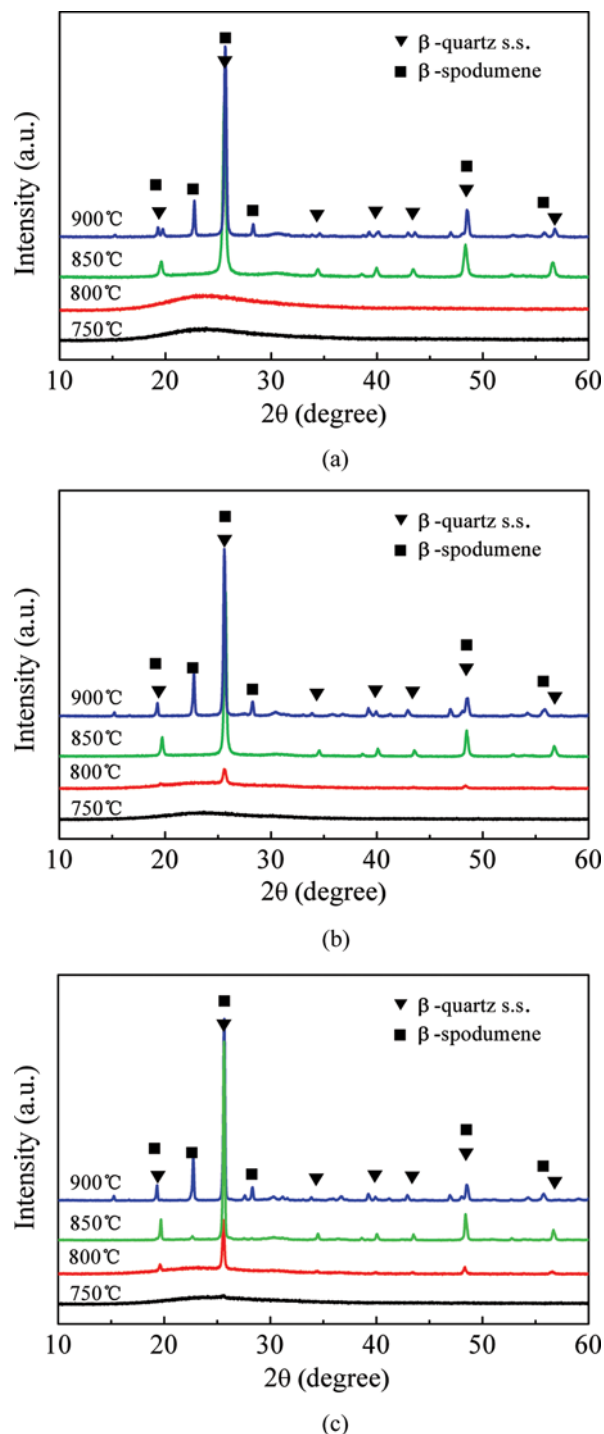 ▼ β-quartz s.s.
■ β-spodumene
Intensity (a.u.)
900℃
850℃
800℃
750℃
10 20 30 40 50 60
2θ (degree)
(a)
▼ β-quartz s.s.
■ β-spodumene
Intensity (a.u.)
900℃
850℃
800℃
750℃
10 20 30 40 50 60
2θ (degree)
(b)
▼ β-quartz s.s.
■ β-spodumene
Intensity (a.u.)
900℃
850℃
800℃
750℃
10 20 30 40 50 60
2θ (degree)
(c)